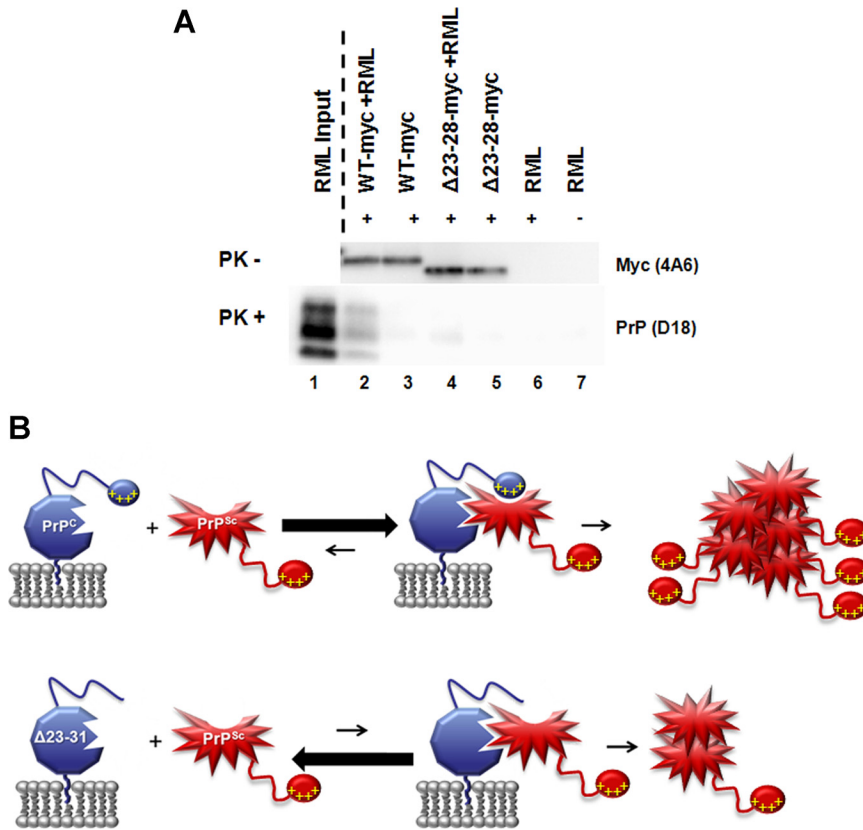 A
RML Input
WT-myc +RML
WT-myc
Δ23-28-myc +RML
Δ23-28-myc
RML
RML
+ + + + + -
PK - Myc (4A6)
PK + PrP (D18)
1 2 3 4 5 6 7
B
PrPC + PrPSc
+++
+++
+++
+++
+++
+++
+++
+++
+++
Δ23-31 + PrPSc
+++
+++
+++